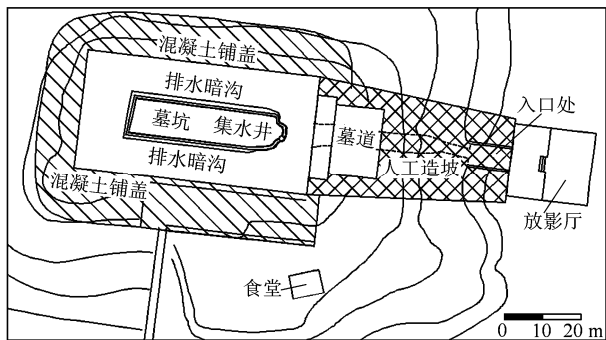 混凝土铺盖
排水暗沟
入口处
墓坑 集水井
墓道
排水暗沟
人工造坡
混凝土铺盖
放影厅
食堂
0 10 20 m